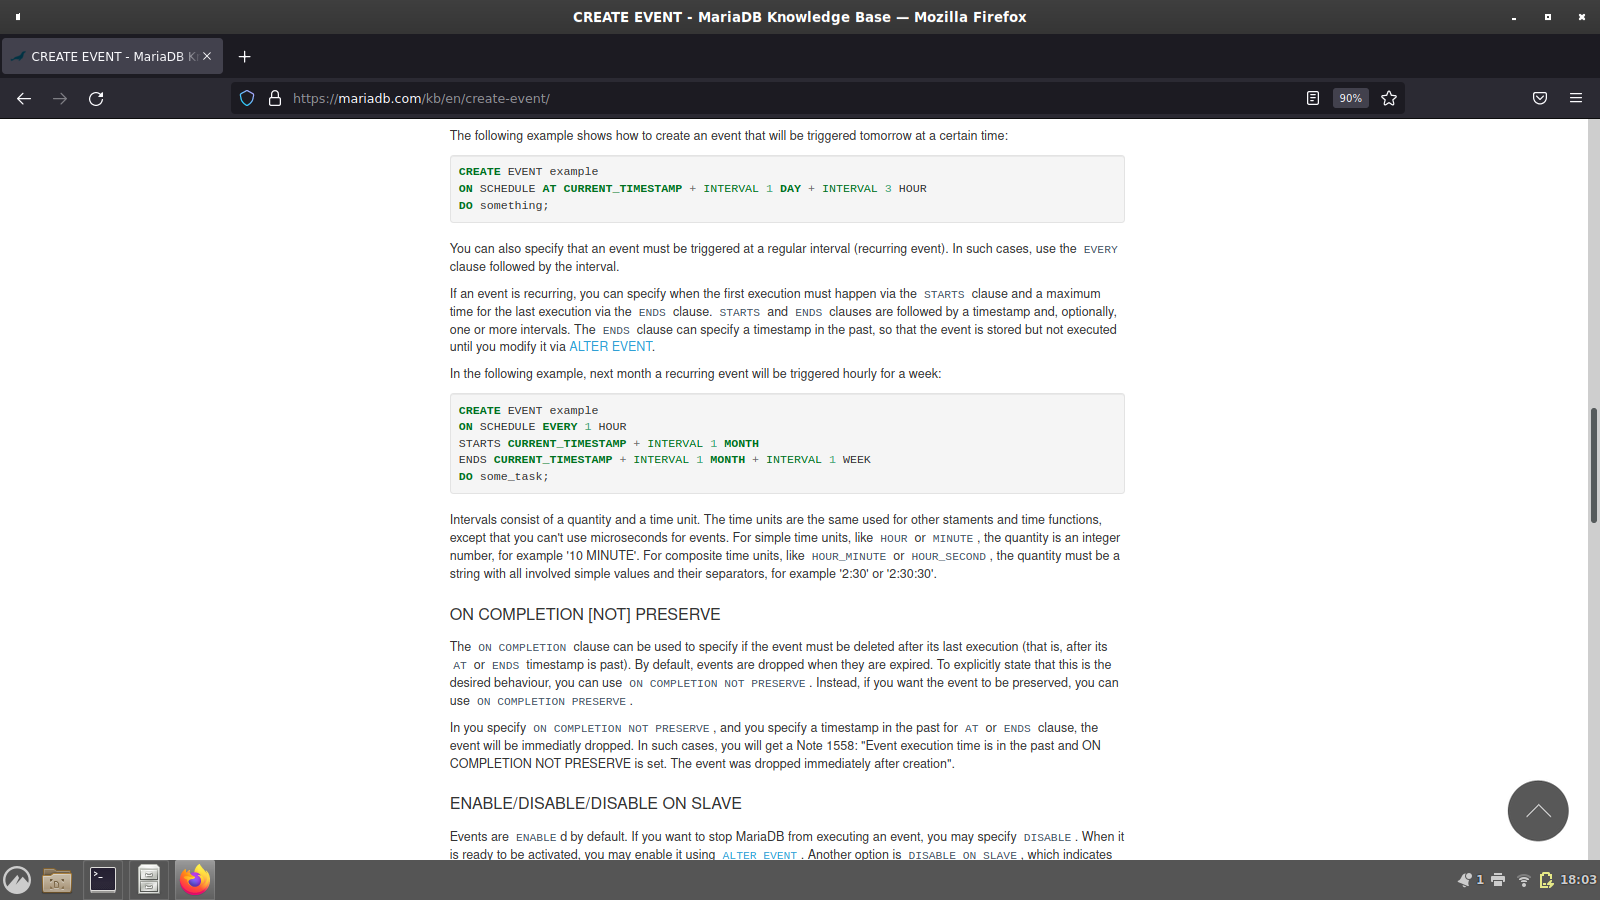 CREATE EVENT - MariaDB Knowledge Base — Mozilla Firefox
CREATE EVENT - MariaDB K
https://mariadb.com/kb/en/create-event/
90%
The following example shows how to create an event that will be triggered tomorrow at a certain time:
CREATE EVENT example
ON SCHEDULE AT CURRENT_TIMESTAMP + INTERVAL 1 DAY + INTERVAL 3 HOUR
DO something;
You can also specify that an event must be triggered at a regular interval (recurring event). In such cases, use the EVERY
clause followed by the interval.
If an event is recurring, you can specify when the first execution must happen via the STARTS clause and a maximum
time for the last execution via the ENDS clause. STARTS and ENDS clauses are followed by a timestamp and, optionally,
one or more intervals. The ENDS clause can specify a timestamp in the past, so that the event is stored but not executed
until you modify it via ALTER EVENT.
In the following example, next month a recurring event will be triggered hourly for a week:
CREATE EVENT example
ON SCHEDULE EVERY 1 HOUR
STARTS CURRENT_TIMESTAMP + INTERVAL 1 MONTH
ENDS CURRENT_TIMESTAMP + INTERVAL 1 MONTH + INTERVAL 1 WEEK
DO some_task;
Intervals consist of a quantity and a time unit. The time units are the same used for other staments and time functions,
except that you can't use microseconds for events. For simple time units, like HOUR or MINUTE, the quantity is an integer
number, for example '10 MINUTE'. For composite time units, like HOUR_MINUTE or HOUR_SECOND, the quantity must be a
string with all involved simple values and their separators, for example '2:30' or '2:30:30'.
ON COMPLETION [NOT] PRESERVE
The ON COMPLETION clause can be used to specify if the event must be deleted after its last execution (that is, after its
AT or ENDS timestamp is past). By default, events are dropped when they are expired. To explicitly state that this is the
desired behaviour, you can use ON COMPLETION NOT PRESERVE. Instead, if you want the event to be preserved, you can
use ON COMPLETION PRESERVE.
In you specify ON COMPLETION NOT PRESERVE, and you specify a timestamp in the past for AT or ENDS clause, the
event will be immediatly dropped. In such cases, you will get a Note 1558: "Event execution time is in the past and ON
COMPLETION NOT PRESERVE is set. The event was dropped immediately after creation".
ENABLE/DISABLE/DISABLE ON SLAVE
Events are ENABLEd by default. If you want to stop MariaDB from executing an event, you may specify DISABLE. When it
is ready to be activated, you may enable it using ALTER EVENT. Another option is DISABLE ON SLAVE, which indicates
1
18:03